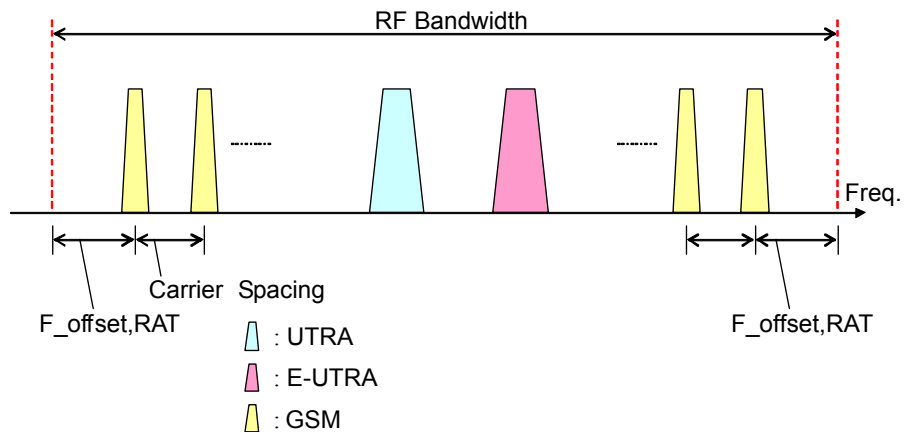 RF Bandwidth
Freq.
Carrier Spacing
F_offset,RAT
F_offset,RAT
: UTRA
: E-UTRA
: GSM